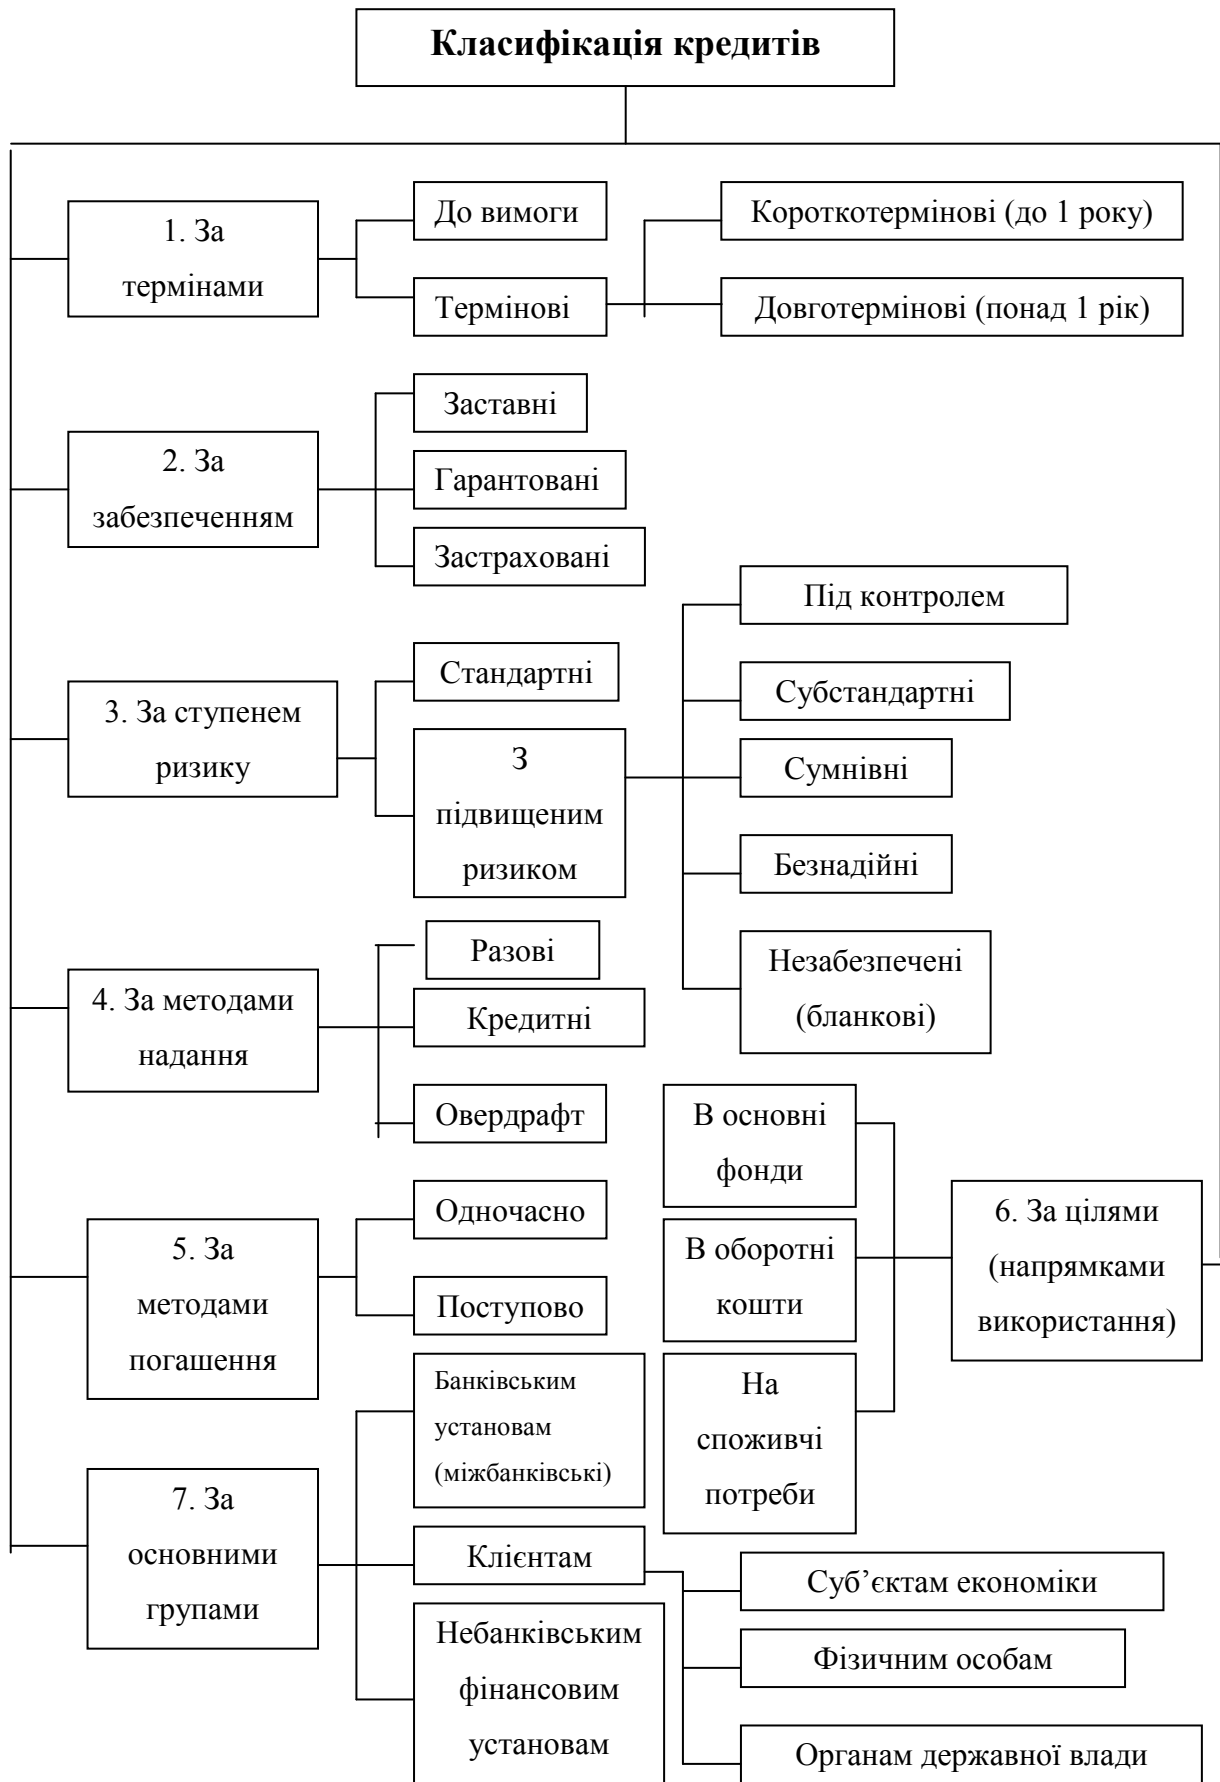 Класифікація кредитів
1. За
термінами
До вимоги
Термінові
Короткотермінові (до 1 року)
Довготермінові (понад 1 рік)
2. За
забезпеченням
Заставні
Гарантовані
Застраховані
3. За ступенем
ризику
Стандартні
З
підвищеним
ризиком
Під контролем
Субстандартні
Сумнівні
Безнадійні
Незабезпечені
(бланкові)
4. За методами
надання
Разові
Кредитні
Овердрафт
5. За
методами
погашення
Одночасно
Поступово
6. За цілями
(напрямками
використання)
В основні
фонди
В оборотні
кошти
На
споживчі
потреби
7. За
основними
групами
Банківським
установам
(міжбанківські)
Клієнтам
Небанківським
фінансовим
установам
Суб’єктам економіки
Фізичним особам
Органам державної влади